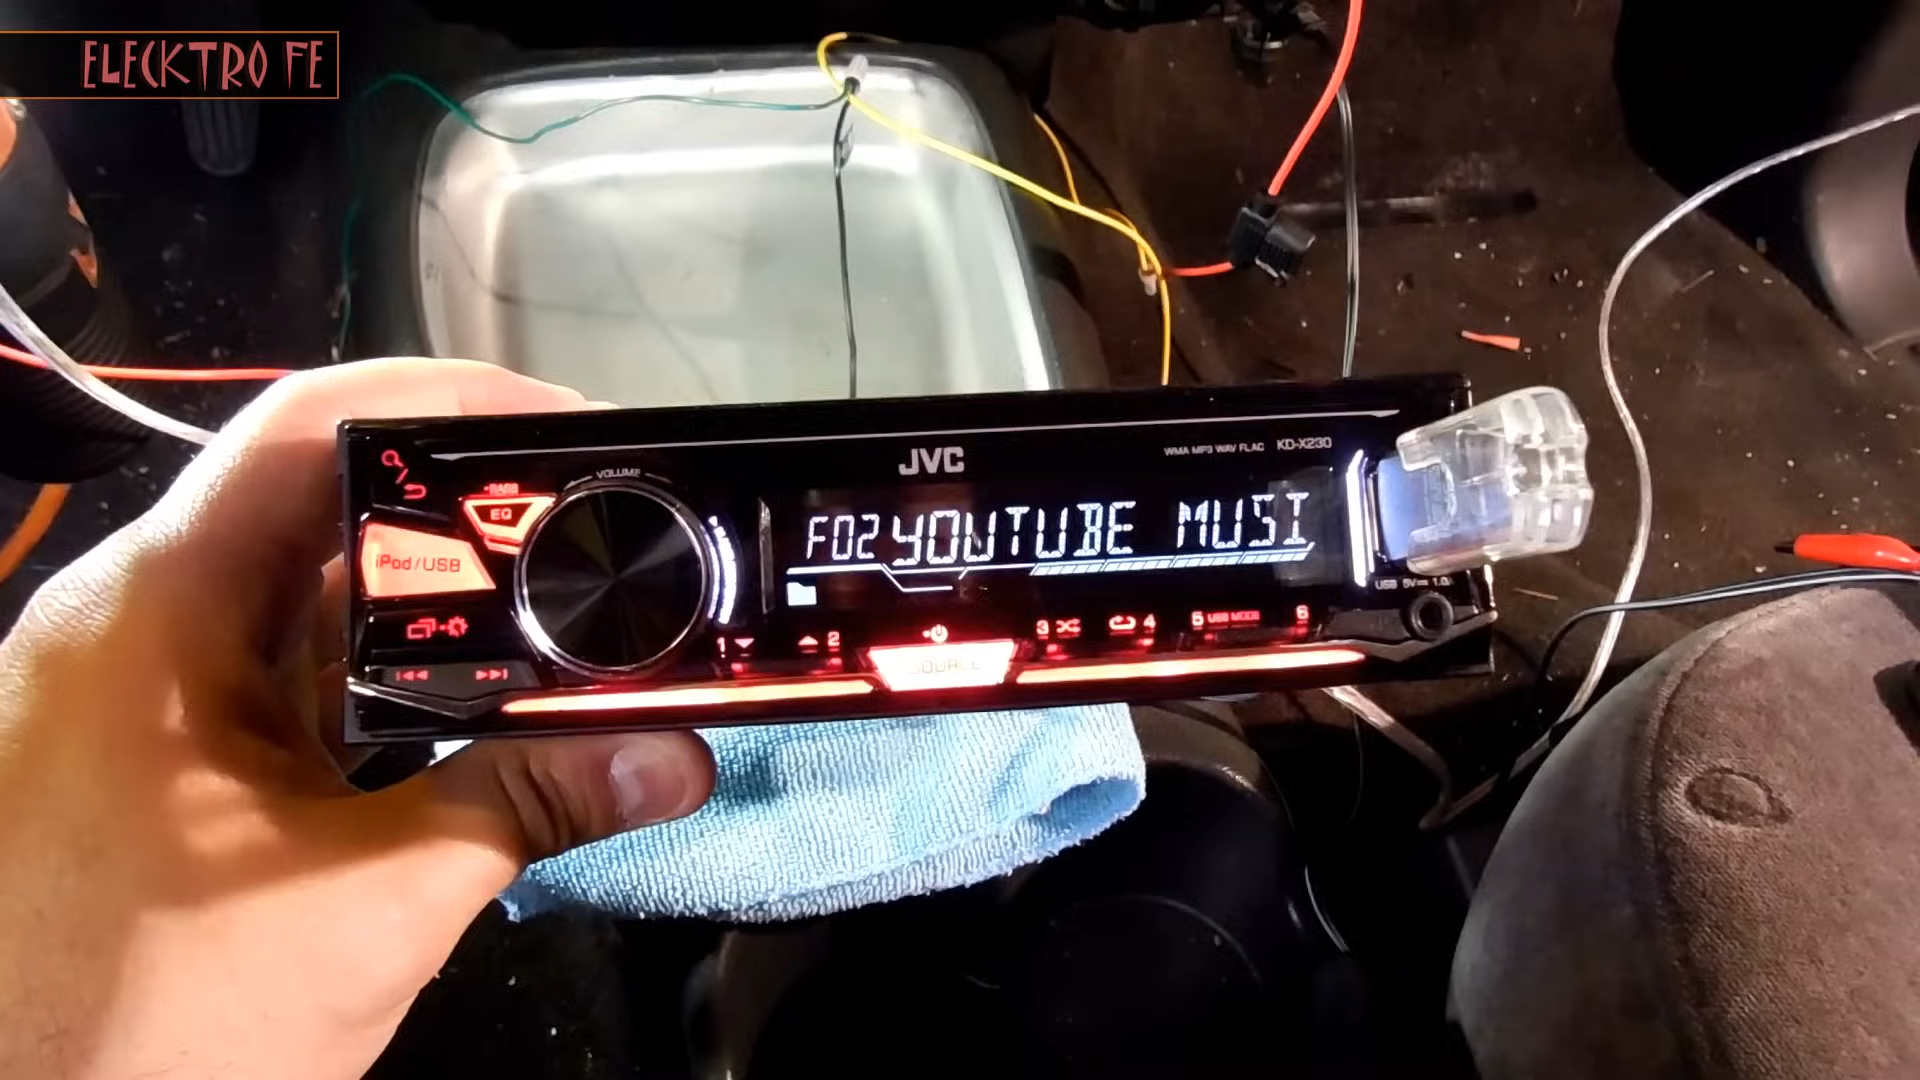 ELECKTRO FE
JVC
WMA MP3 WAV FLAC KD-X230
VOLUME
BASS
EQ
iPod/USB
F02 YOUTUBE MUSI
USB 5V⎓ 1.0A
1 2 3 4 5 USB MODE 6
SOURCE